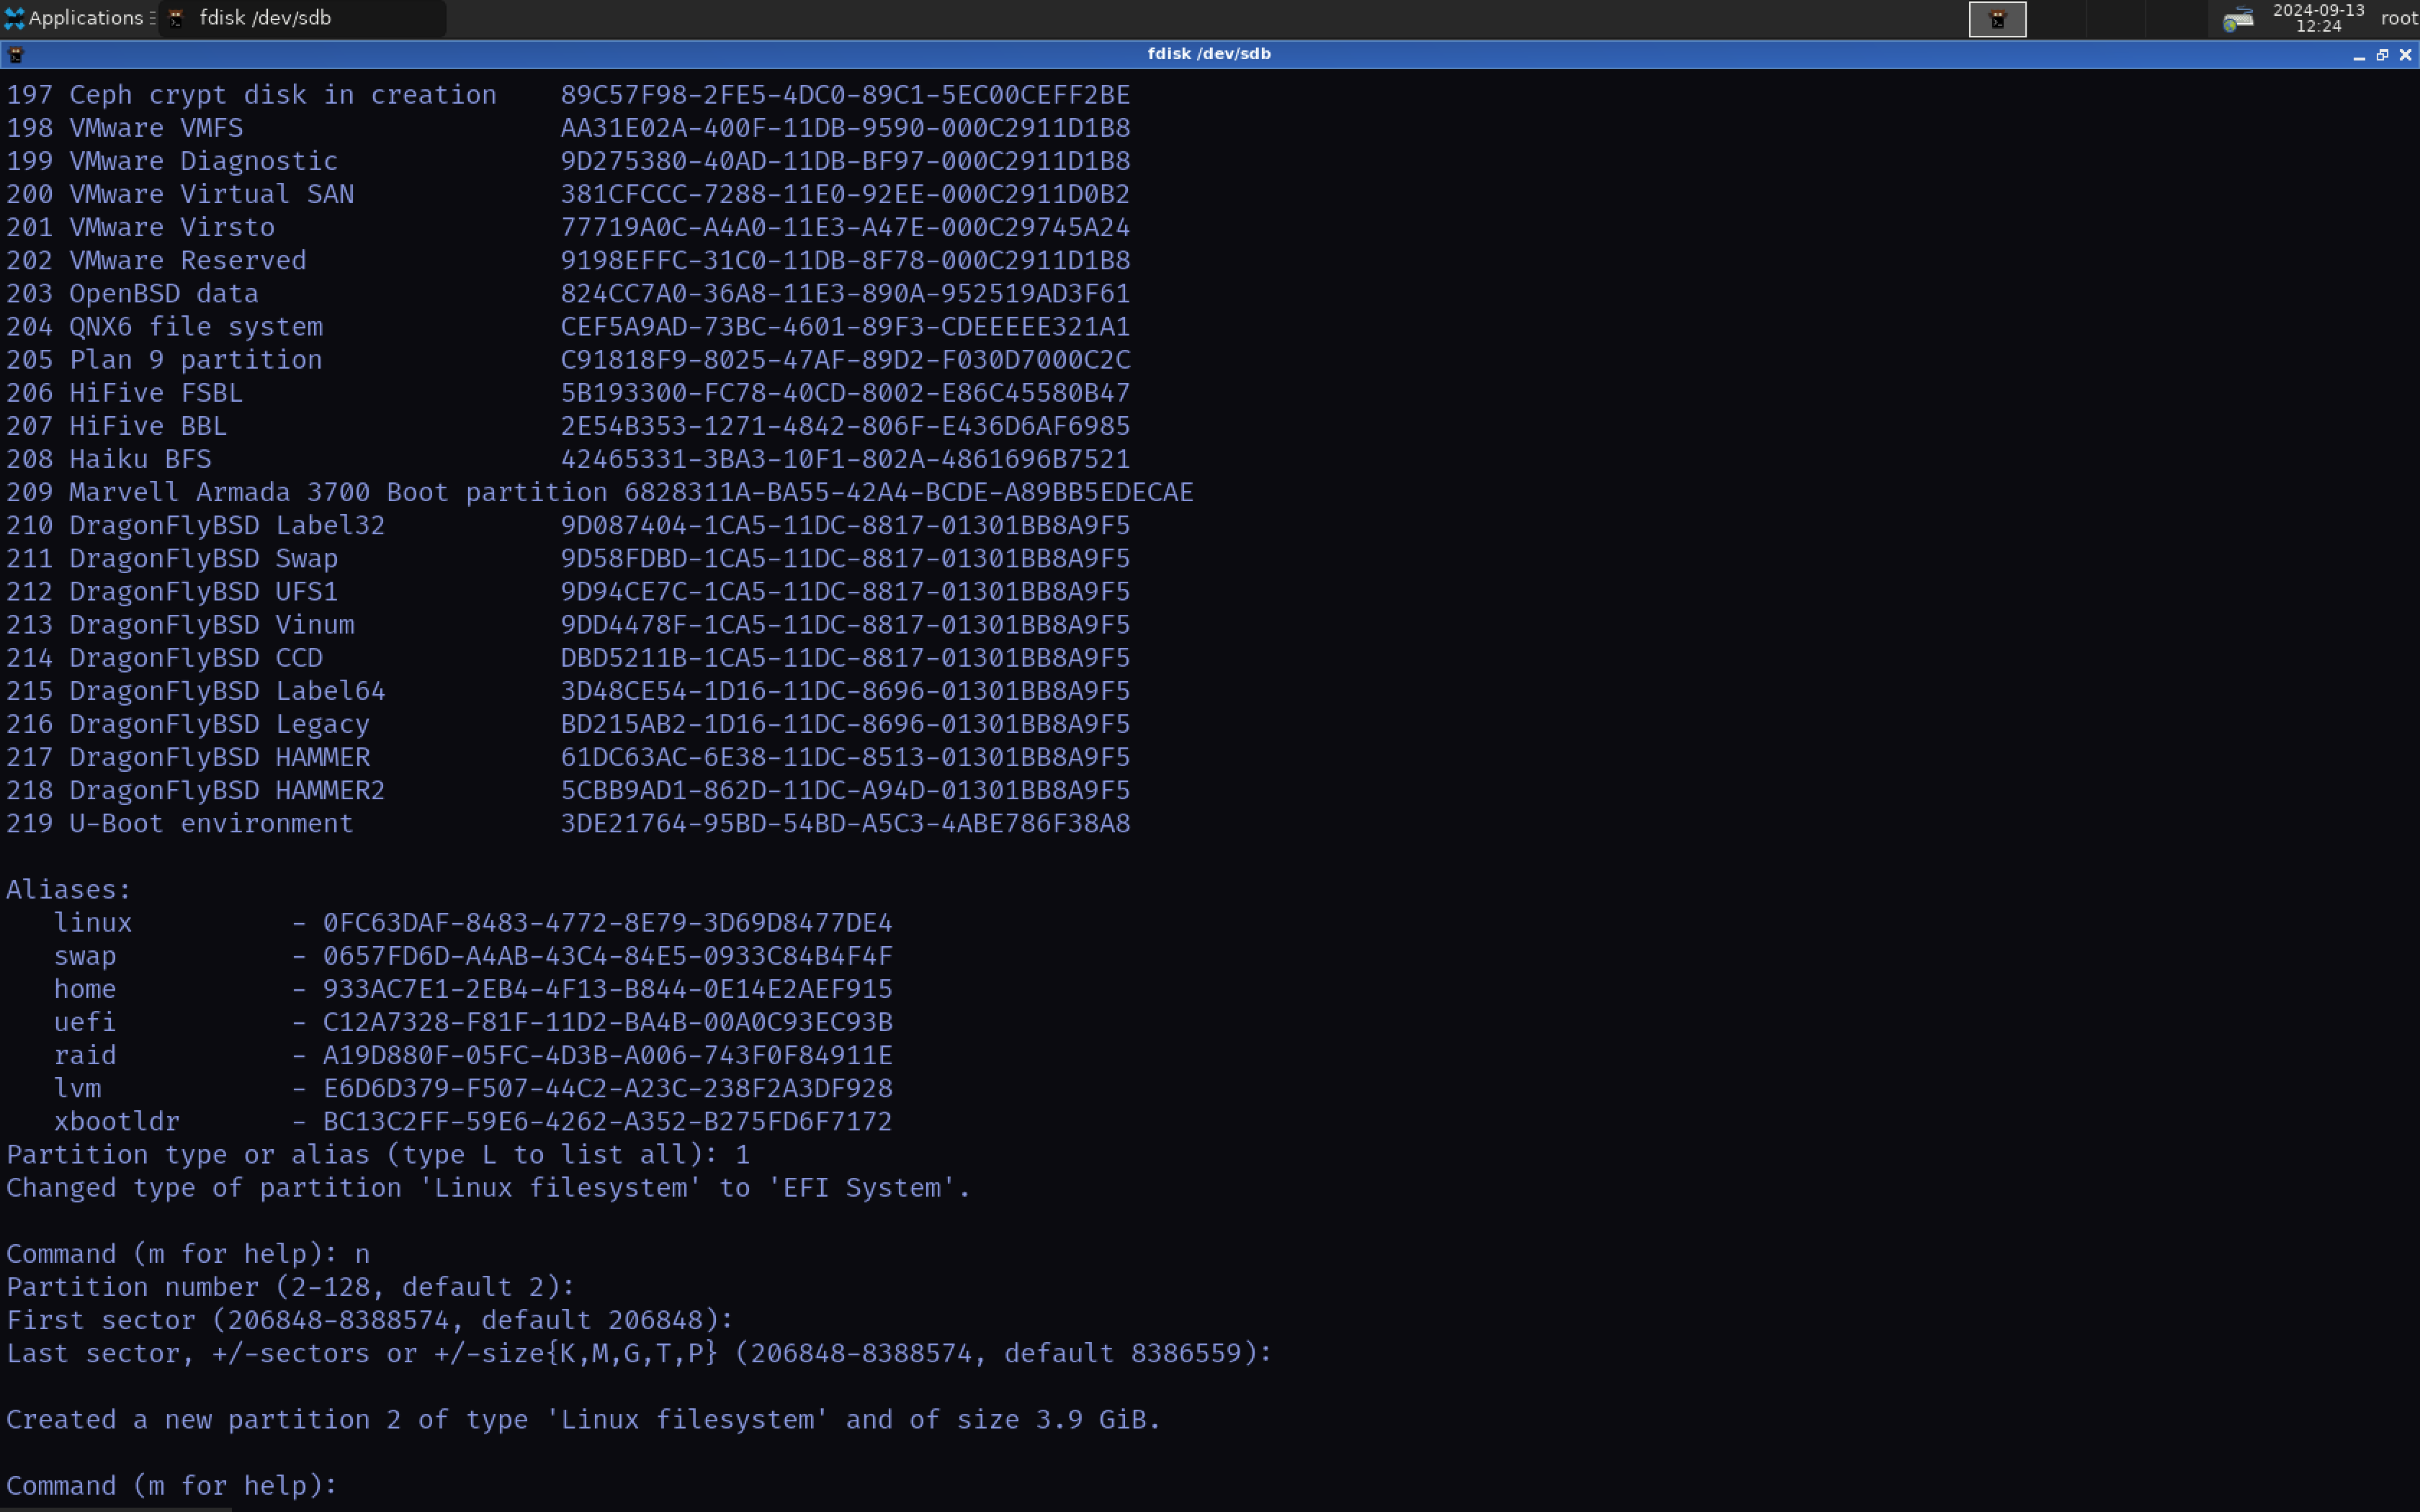 Applications
fdisk /dev/sdb
2024-09-13
12:24
root
fdisk /dev/sdb
197 Ceph crypt disk in creation    89C57F98-2FE5-4DC0-89C1-5EC00CEFF2BE
198 VMware VMFS                    AA31E02A-400F-11DB-9590-000C2911D1B8
199 VMware Diagnostic              9D275380-40AD-11DB-BF97-000C2911D1B8
200 VMware Virtual SAN             381CFCCC-7288-11E0-92EE-000C2911D0B2
201 VMware Virsto                  77719A0C-A4A0-11E3-A47E-000C29745A24
202 VMware Reserved                9198EFFC-31C0-11DB-8F78-000C2911D1B8
203 OpenBSD data                   824CC7A0-36A8-11E3-890A-952519AD3F61
204 QNX6 file system               CEF5A9AD-73BC-4601-89F3-CDEEEEE321A1
205 Plan 9 partition               C91818F9-8025-47AF-89D2-F030D7000C2C
206 HiFive FSBL                    5B193300-FC78-40CD-8002-E86C45580B47
207 HiFive BBL                     2E54B353-1271-4842-806F-E436D6AF6985
208 Haiku BFS                      42465331-3BA3-10F1-802A-4861696B7521
209 Marvell Armada 3700 Boot partition 6828311A-BA55-42A4-BCDE-A89BB5EDECAE
210 DragonFlyBSD Label32           9D087404-1CA5-11DC-8817-01301BB8A9F5
211 DragonFlyBSD Swap              9D58FDBD-1CA5-11DC-8817-01301BB8A9F5
212 DragonFlyBSD UFS1              9D94CE7C-1CA5-11DC-8817-01301BB8A9F5
213 DragonFlyBSD Vinum             9DD4478F-1CA5-11DC-8817-01301BB8A9F5
214 DragonFlyBSD CCD               DBD5211B-1CA5-11DC-8817-01301BB8A9F5
215 DragonFlyBSD Label64           3D48CE54-1D16-11DC-8696-01301BB8A9F5
216 DragonFlyBSD Legacy            BD215AB2-1D16-11DC-8696-01301BB8A9F5
217 DragonFlyBSD HAMMER            61DC63AC-6E38-11DC-8513-01301BB8A9F5
218 DragonFlyBSD HAMMER2           5CBB9AD1-862D-11DC-A94D-01301BB8A9F5
219 U-Boot environment             3DE21764-95BD-54BD-A5C3-4ABE786F38A8
Aliases:
   linux          - 0FC63DAF-8483-4772-8E79-3D69D8477DE4
   swap           - 0657FD6D-A4AB-43C4-84E5-0933C84B4F4F
   home           - 933AC7E1-2EB4-4F13-B844-0E14E2AEF915
   uefi           - C12A7328-F81F-11D2-BA4B-00A0C93EC93B
   raid           - A19D880F-05FC-4D3B-A006-743F0F84911E
   lvm            - E6D6D379-F507-44C2-A23C-238F2A3DF928
   xbootldr       - BC13C2FF-59E6-4262-A352-B275FD6F7172
Partition type or alias (type L to list all): 1
Changed type of partition 'Linux filesystem' to 'EFI System'.
Command (m for help): n
Partition number (2-128, default 2):
First sector (206848-8388574, default 206848):
Last sector, +/-sectors or +/-size{K,M,G,T,P} (206848-8388574, default 8386559):
Created a new partition 2 of type 'Linux filesystem' and of size 3.9 GiB.
Command (m for help):